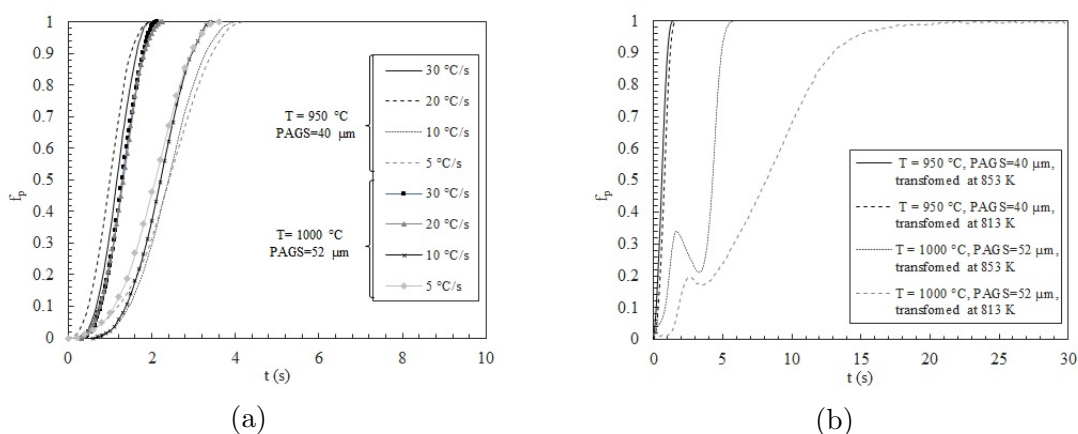 1
0.9
0.8
0.7
0.6
0.5
0.4
0.3
0.2
0.1
0
f_p
0 2 4 6 8 10
t (s)
T = 950 °C
PAGS=40 μm
T= 1000 °C
PAGS=52 μm
30 °C/s
20 °C/s
10 °C/s
5 °C/s
30 °C/s
20 °C/s
10 °C/s
5 °C/s
(a)
1
0.9
0.8
0.7
0.6
0.5
0.4
0.3
0.2
0.1
0
f_p
0 5 10 15 20 25 30
t (s)
T = 950 °C, PAGS=40 μm,
transfomed at 853 K
T = 950 °C, PAGS=40 μm,
transfomed at 813 K
T = 1000 °C, PAGS=52 μm,
transfomed at 853 K
T = 1000 °C, PAGS=52 μm,
transfomed at 813 K
(b)